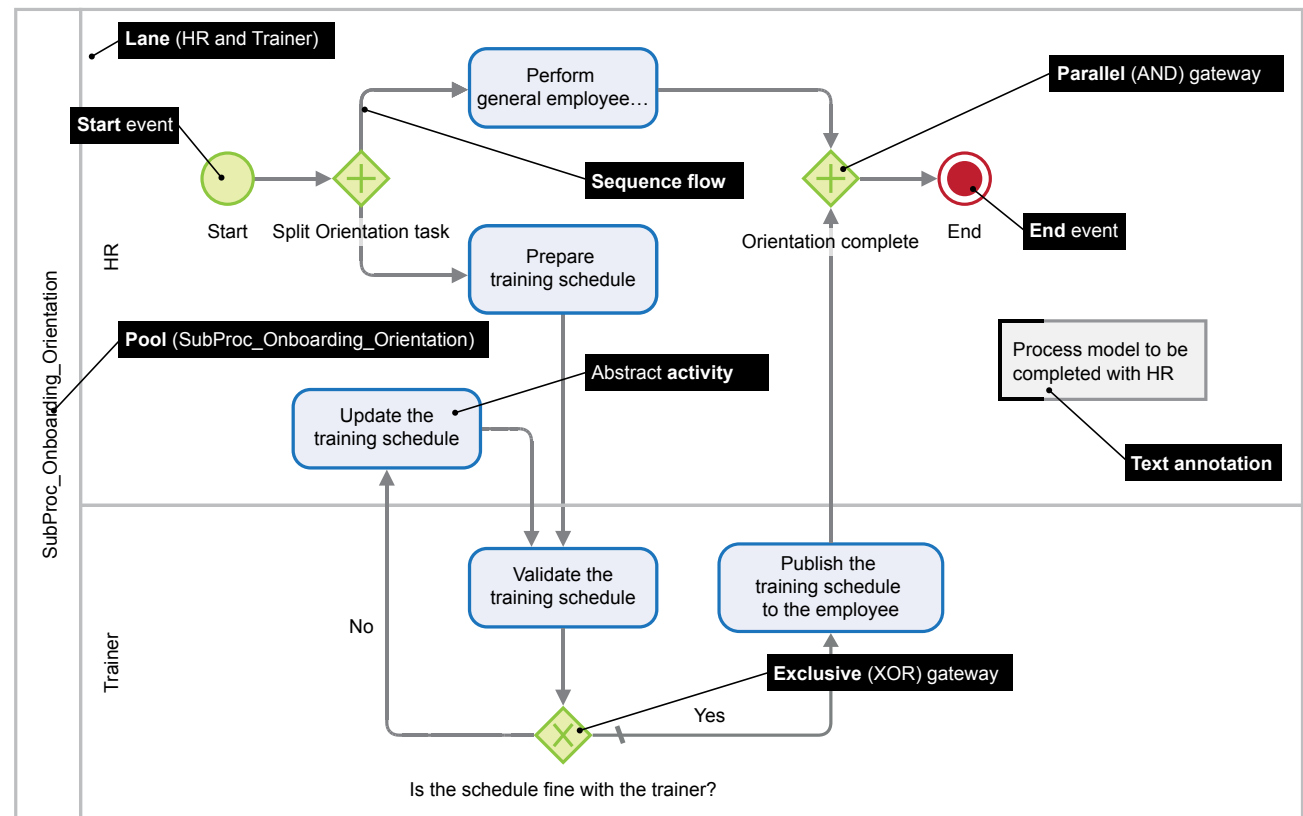 Lane (HR and Trainer)
Perform
general employee…
Parallel (AND) gateway
Start event
Sequence flow
Start
Split Orientation task
Orientation complete
End
End event
HR
Prepare
training schedule
SubProc_Onboarding_Orientation
Pool (SubProc_Onboarding_Orientation)
Process model to be
completed with HR
Abstract activity
Update the
training schedule
Text annotation
Validate the
training schedule
Publish the
training schedule
to the employee
No
Trainer
Exclusive (XOR) gateway
Yes
Is the schedule fine with the trainer?